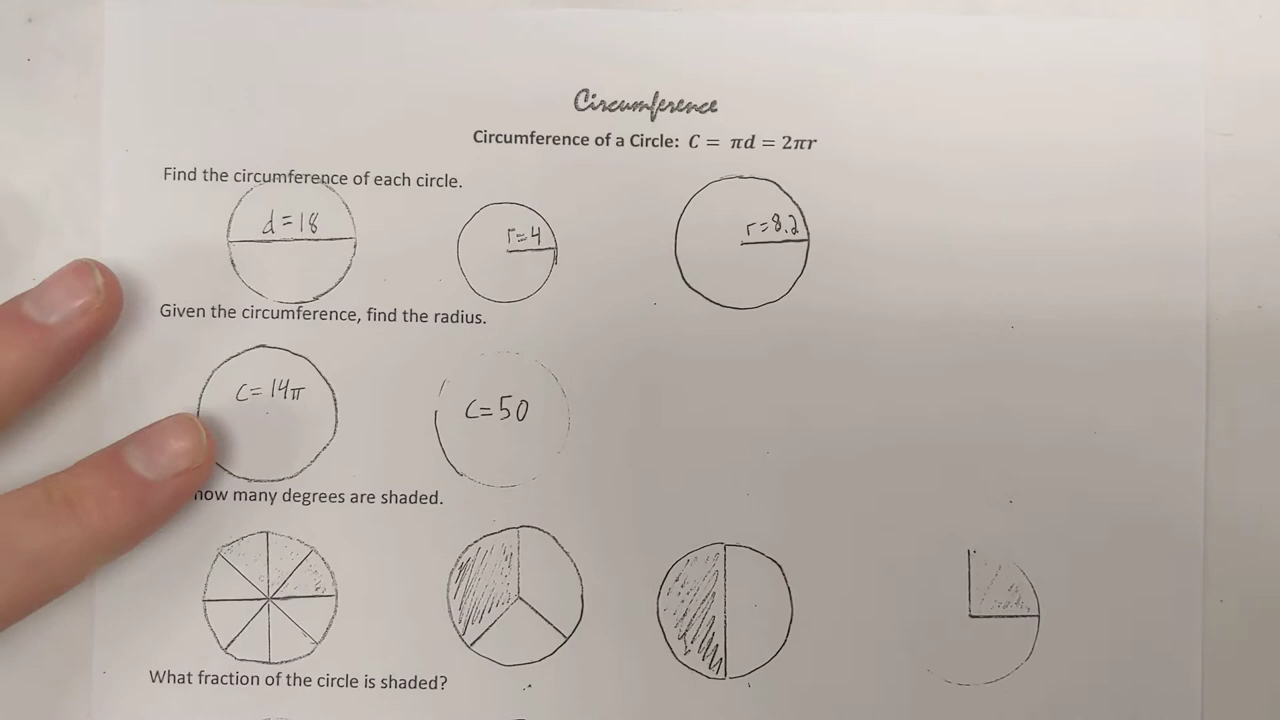 Circumference
Circumference of a Circle: C = πd = 2πr
Find the circumference of each circle.
d=18
r=4
r=8.2
Given the circumference, find the radius.
C=14π
C=50
how many degrees are shaded.
What fraction of the circle is shaded?